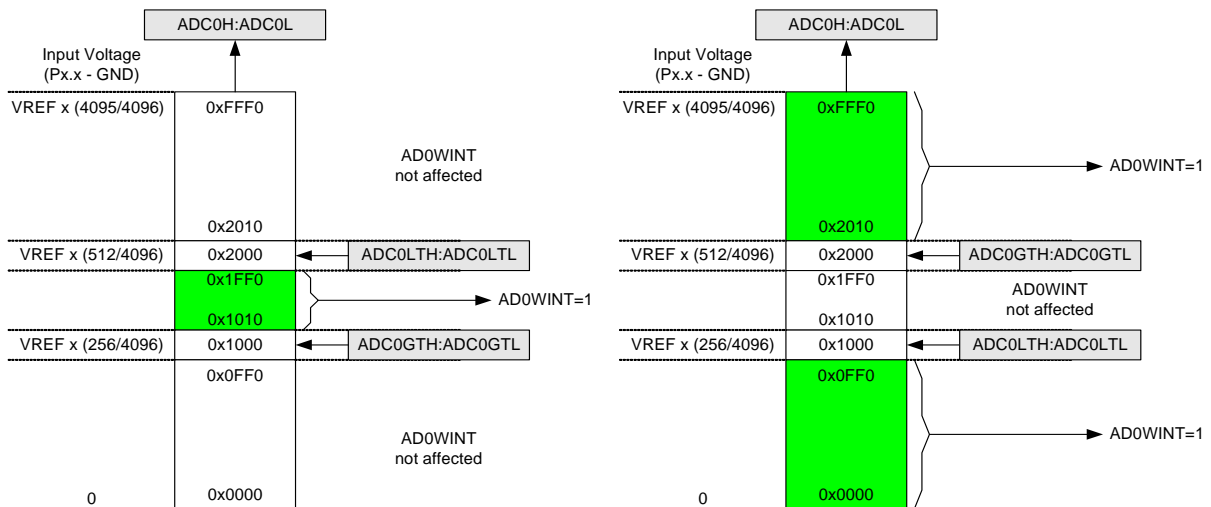 ADC0H:ADC0L
Input Voltage
(Px.x - GND)
VREF x (4095/4096)
0xFFF0
AD0WINT
not affected
0x2010
VREF x (512/4096)
0x2000
ADC0LTH:ADC0LTL
0x1FF0
AD0WINT=1
0x1010
VREF x (256/4096)
0x1000
ADC0GTH:ADC0GTL
0x0FF0
AD0WINT
not affected
0
0x0000
ADC0H:ADC0L
Input Voltage
(Px.x - GND)
VREF x (4095/4096)
0xFFF0
AD0WINT=1
0x2010
VREF x (512/4096)
0x2000
ADC0GTH:ADC0GTL
0x1FF0
AD0WINT
not affected
0x1010
VREF x (256/4096)
0x1000
ADC0LTH:ADC0LTL
0x0FF0
AD0WINT=1
0
0x0000